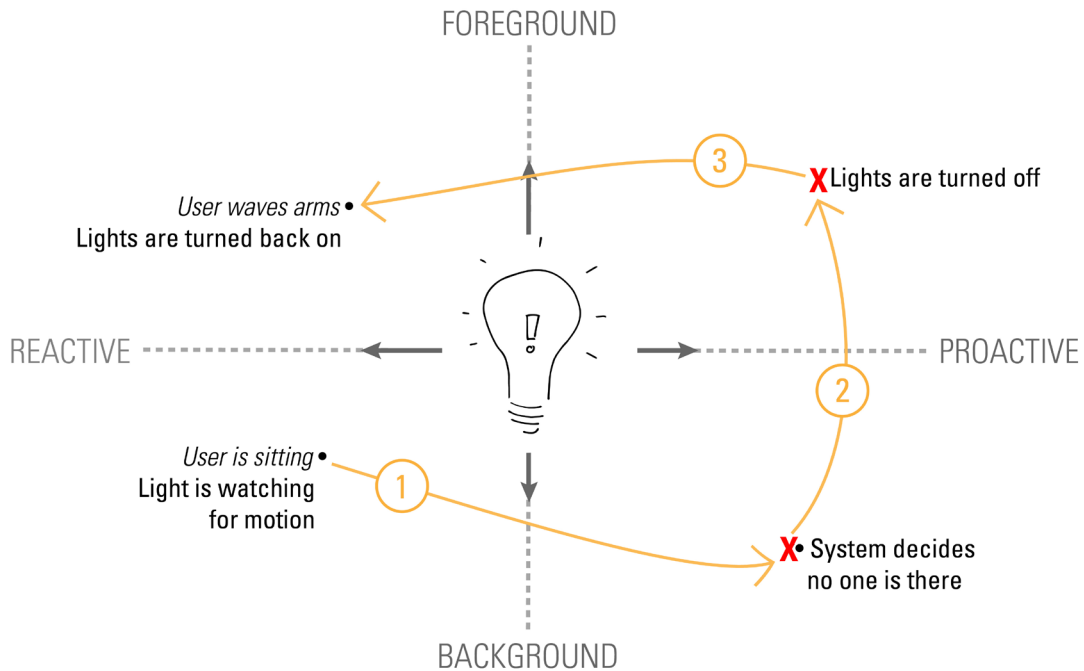 FOREGROUND
3
X Lights are turned off
User waves arms •
Lights are turned back on
!
REACTIVE
PROACTIVE
2
User is sitting •
1
Light is watching
for motion
X • System decides
no one is there
BACKGROUND